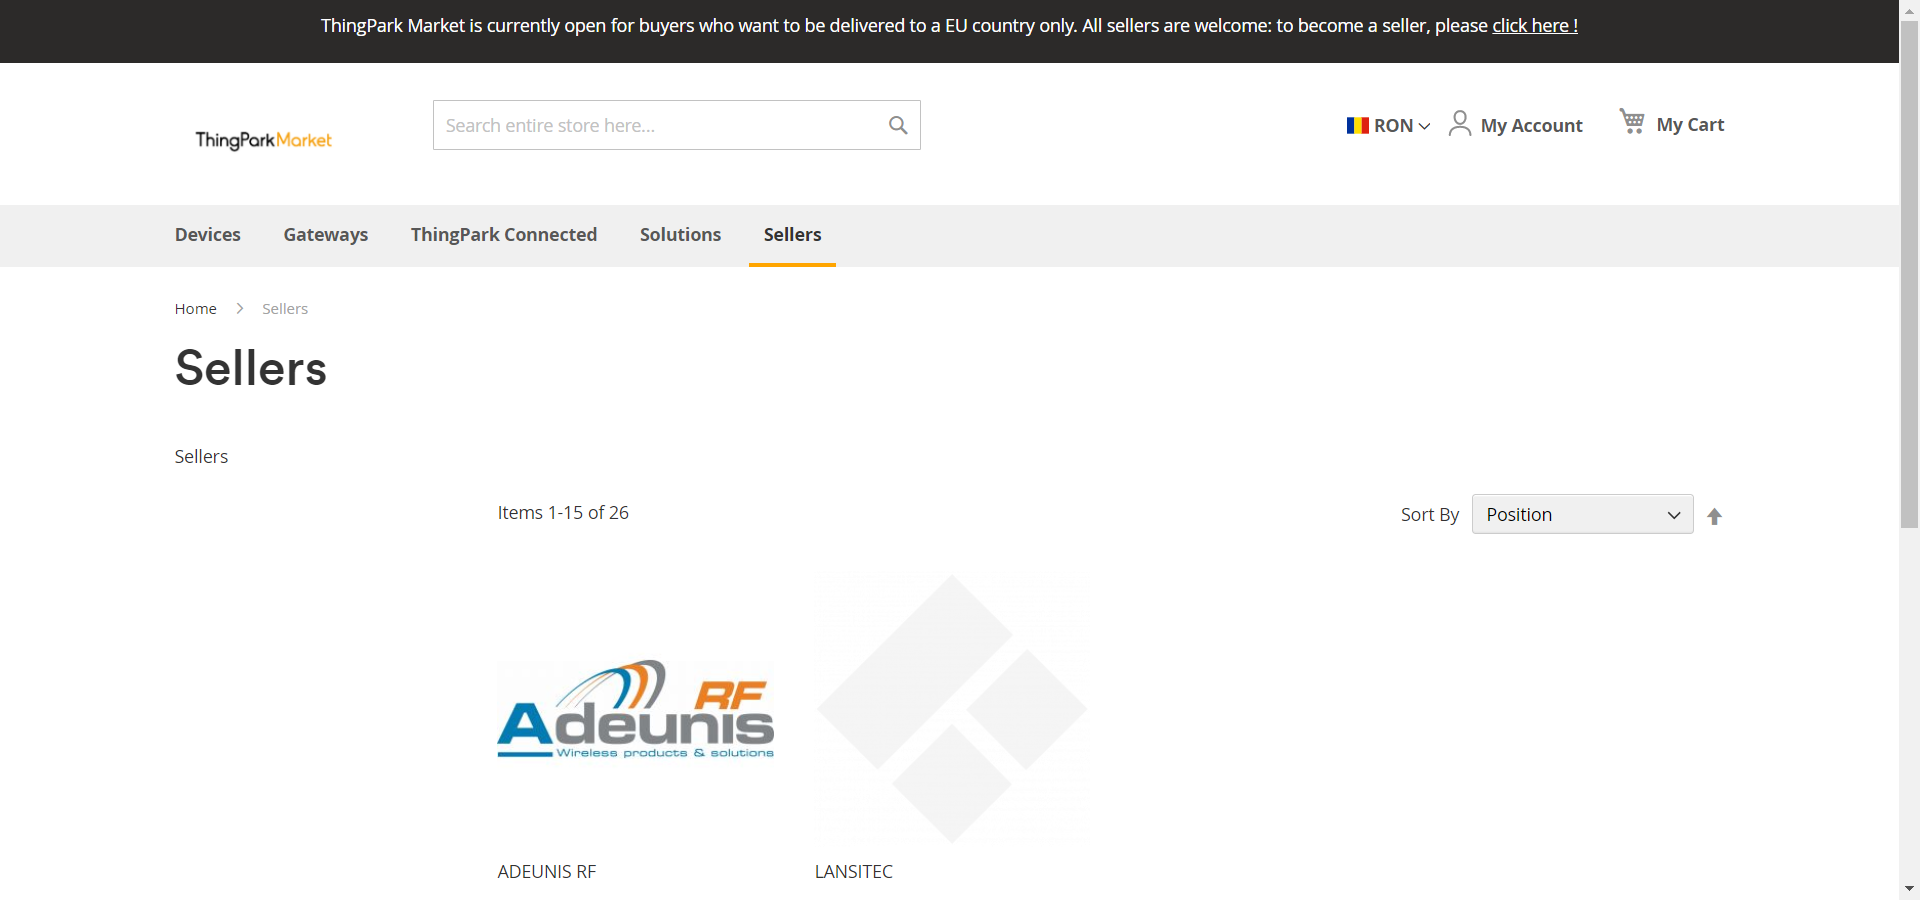 ThingPark Market is currently open for buyers who want to be delivered to a EU country only. All sellers are welcome: to become a seller, please click here !
ThingParkMarket
Search entire store here...
RON
My Account
My Cart
Devices
Gateways
ThingPark Connected
Solutions
Sellers
Home
Sellers
Sellers
Sellers
Items 1-15 of 26
Sort By
Position
Adeunis RF
Wireless products & solutions
ADEUNIS RF
LANSITEC